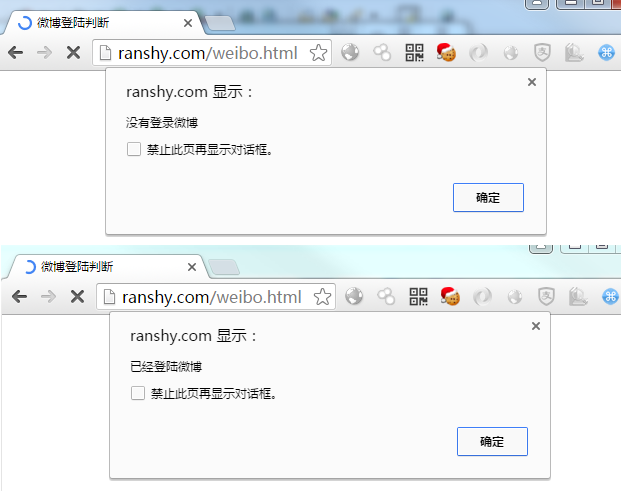 微博登陆判断
ranshy.com/weibo.html
ranshy.com 显示：
没有登录微博
禁止此页再显示对话框。
确定
微博登陆判断
ranshy.com/weibo.html
ranshy.com 显示：
已经登陆微博
禁止此页再显示对话框。
确定